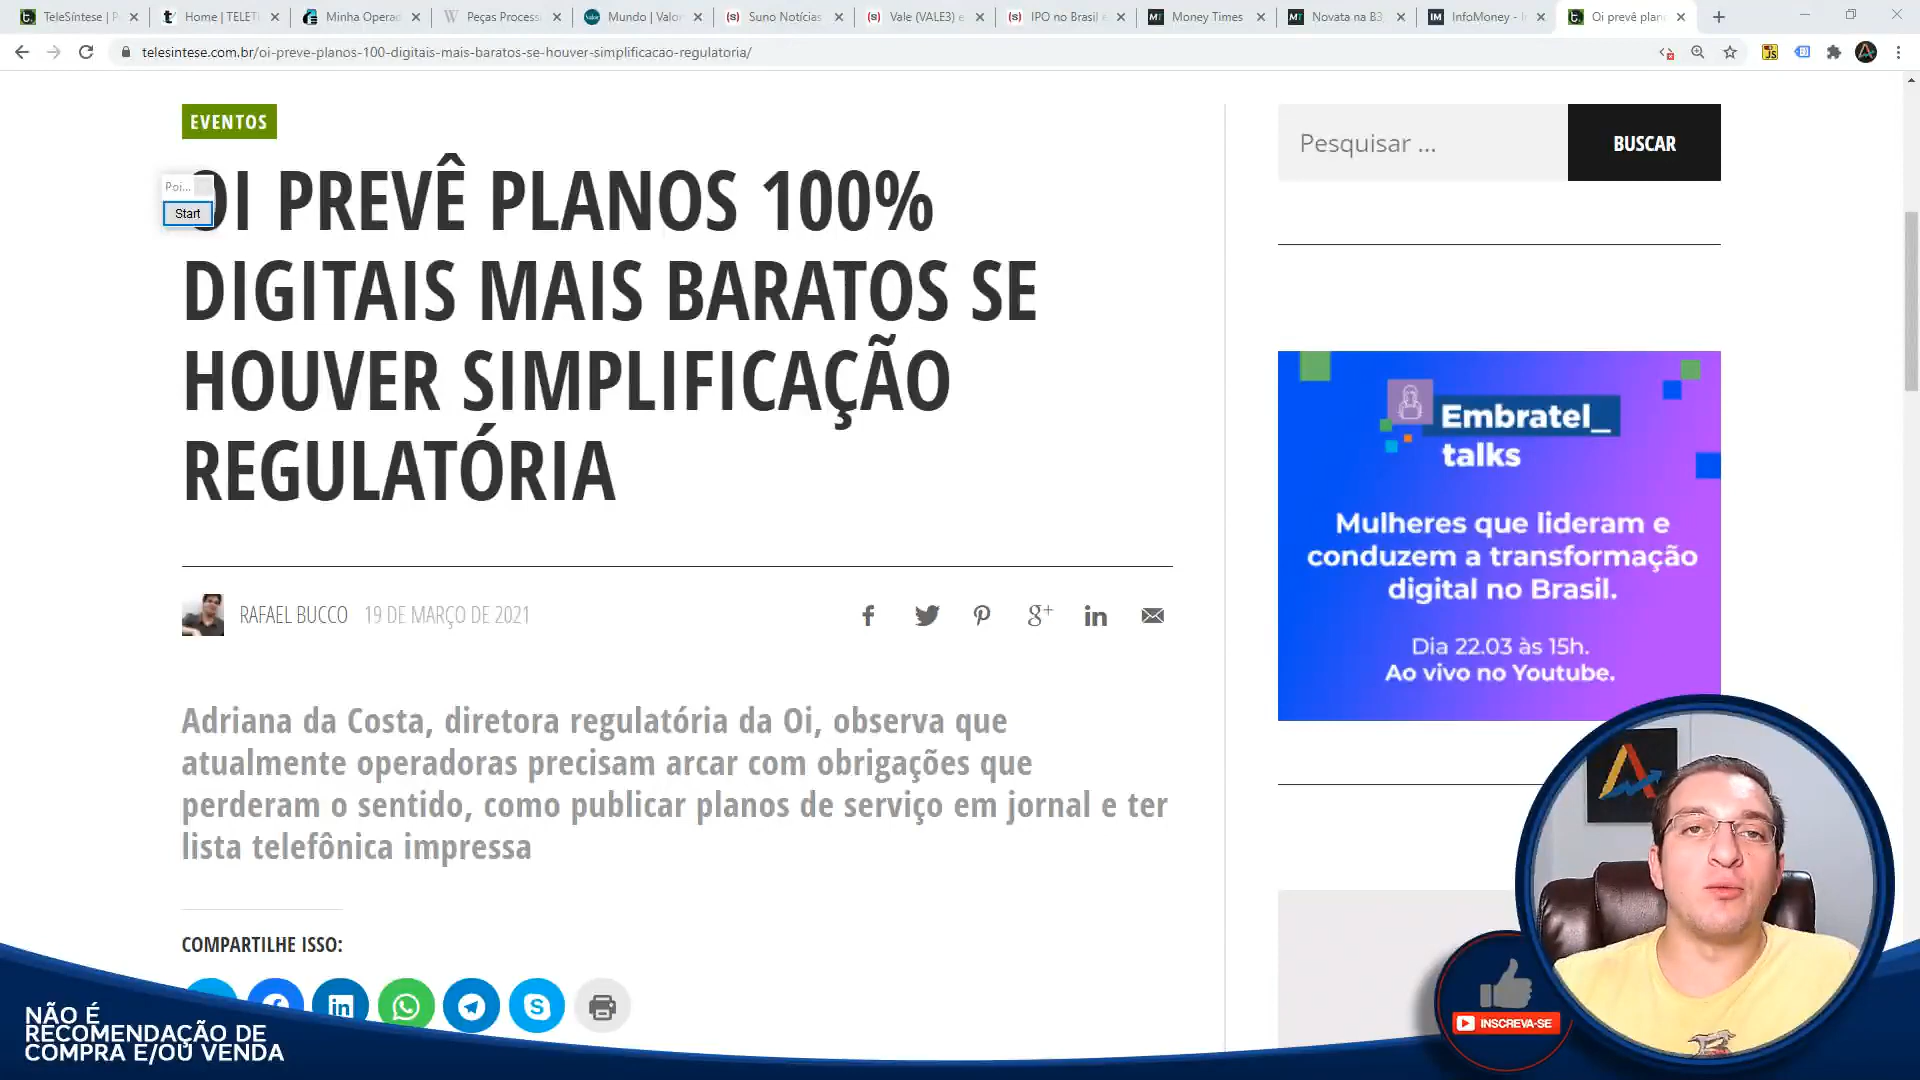 TeleSíntese | P
Home | TELETI
Minha Opera
Peças Process
Mundo | Valor
Suno Notícias
Vale (VALE3) e
IPO no Brasil e
Money Times
Novata na B3
InfoMoney - In
Oi prevê plan
telesintese.com.br/oi-preve-planos-100-digitais-mais-baratos-se-houver-simplificacao-regulatoria/
EVENTOS
Poi...
Start
OI PREVÊ PLANOS 100%
DIGITAIS MAIS BARATOS SE
HOUVER SIMPLIFICAÇÃO
REGULATÓRIA
RAFAEL BUCCO 19 DE MARÇO DE 2021
Adriana da Costa, diretora regulatória da Oi, observa que
atualmente operadoras precisam arcar com obrigações que
perderam o sentido, como publicar planos de serviço em jornal e ter
lista telefônica impressa
COMPARTILHE ISSO:
Pesquisar ...
BUSCAR
Embratel_
talks
Mulheres que lideram e
conduzem a transformação
digital no Brasil.
Dia 22.03 às 15h.
Ao vivo no Youtube.
NÃO É
RECOMENDAÇÃO DE
COMPRA E/OU VENDA
INSCREVA-SE